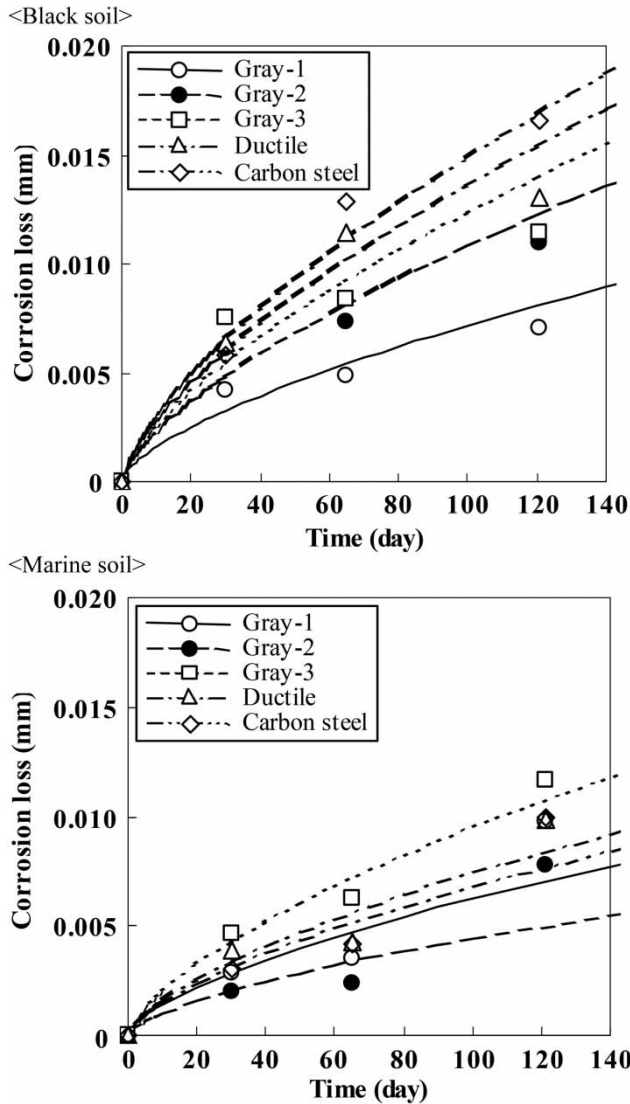 <Black soil>
0.020
0.015
0.010
0.005
0
Corrosion loss (mm)
Gray-1
Gray-2
Gray-3
Ductile
Carbon steel
0 20 40 60 80 100 120 140
Time (day)
<Marine soil>
0.020
0.015
0.010
0.005
0
Corrosion loss (mm)
Gray-1
Gray-2
Gray-3
Ductile
Carbon steel
0 20 40 60 80 100 120 140
Time (day)